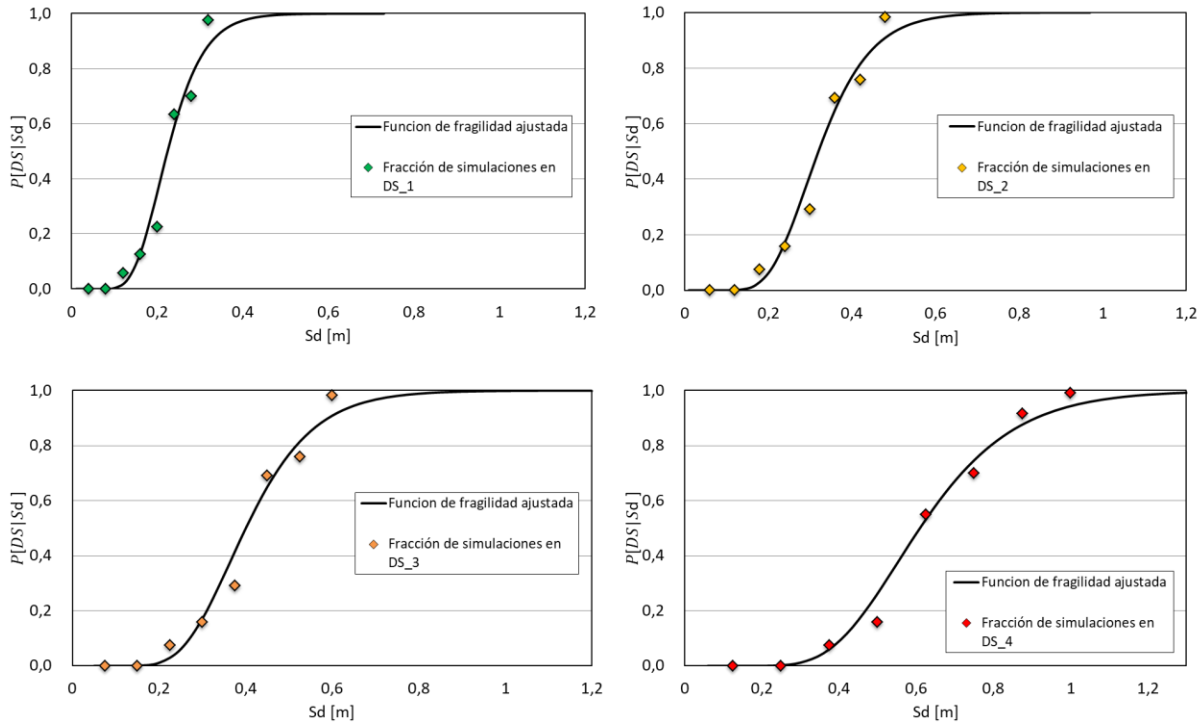 1,0
0,8
0,6
0,4
0,2
0,0
P[DS|Sd]
Funcion de fragilidad ajustada
Fracción de simulaciones en
DS_1
0 0,2 0,4 0,6 0,8 1 1,2
Sd [m]
1,0
0,8
0,6
0,4
0,2
0,0
P[DS|Sd]
Funcion de fragilidad ajustada
Fracción de simulaciones en
DS_2
0 0,2 0,4 0,6 0,8 1 1,2
Sd [m]
1,0
0,8
0,6
0,4
0,2
0,0
P[DS|Sd]
Funcion de fragilidad ajustada
Fracción de simulaciones en
DS_3
0 0,2 0,4 0,6 0,8 1 1,2
Sd [m]
1,0
0,8
0,6
0,4
0,2
0,0
P[DS|Sd]
Funcion de fragilidad ajustada
Fracción de simulaciones en
DS_4
0 0,2 0,4 0,6 0,8 1 1,2
Sd [m]